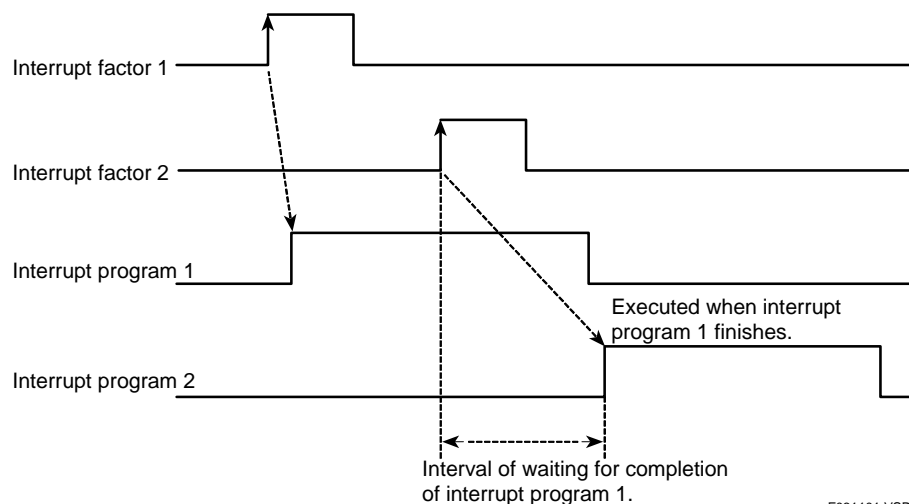 Interrupt factor 1
Interrupt factor 2
Interrupt program 1
Executed when interrupt
program 1 finishes.
Interrupt program 2
Interval of waiting for completion
of interrupt program 1.